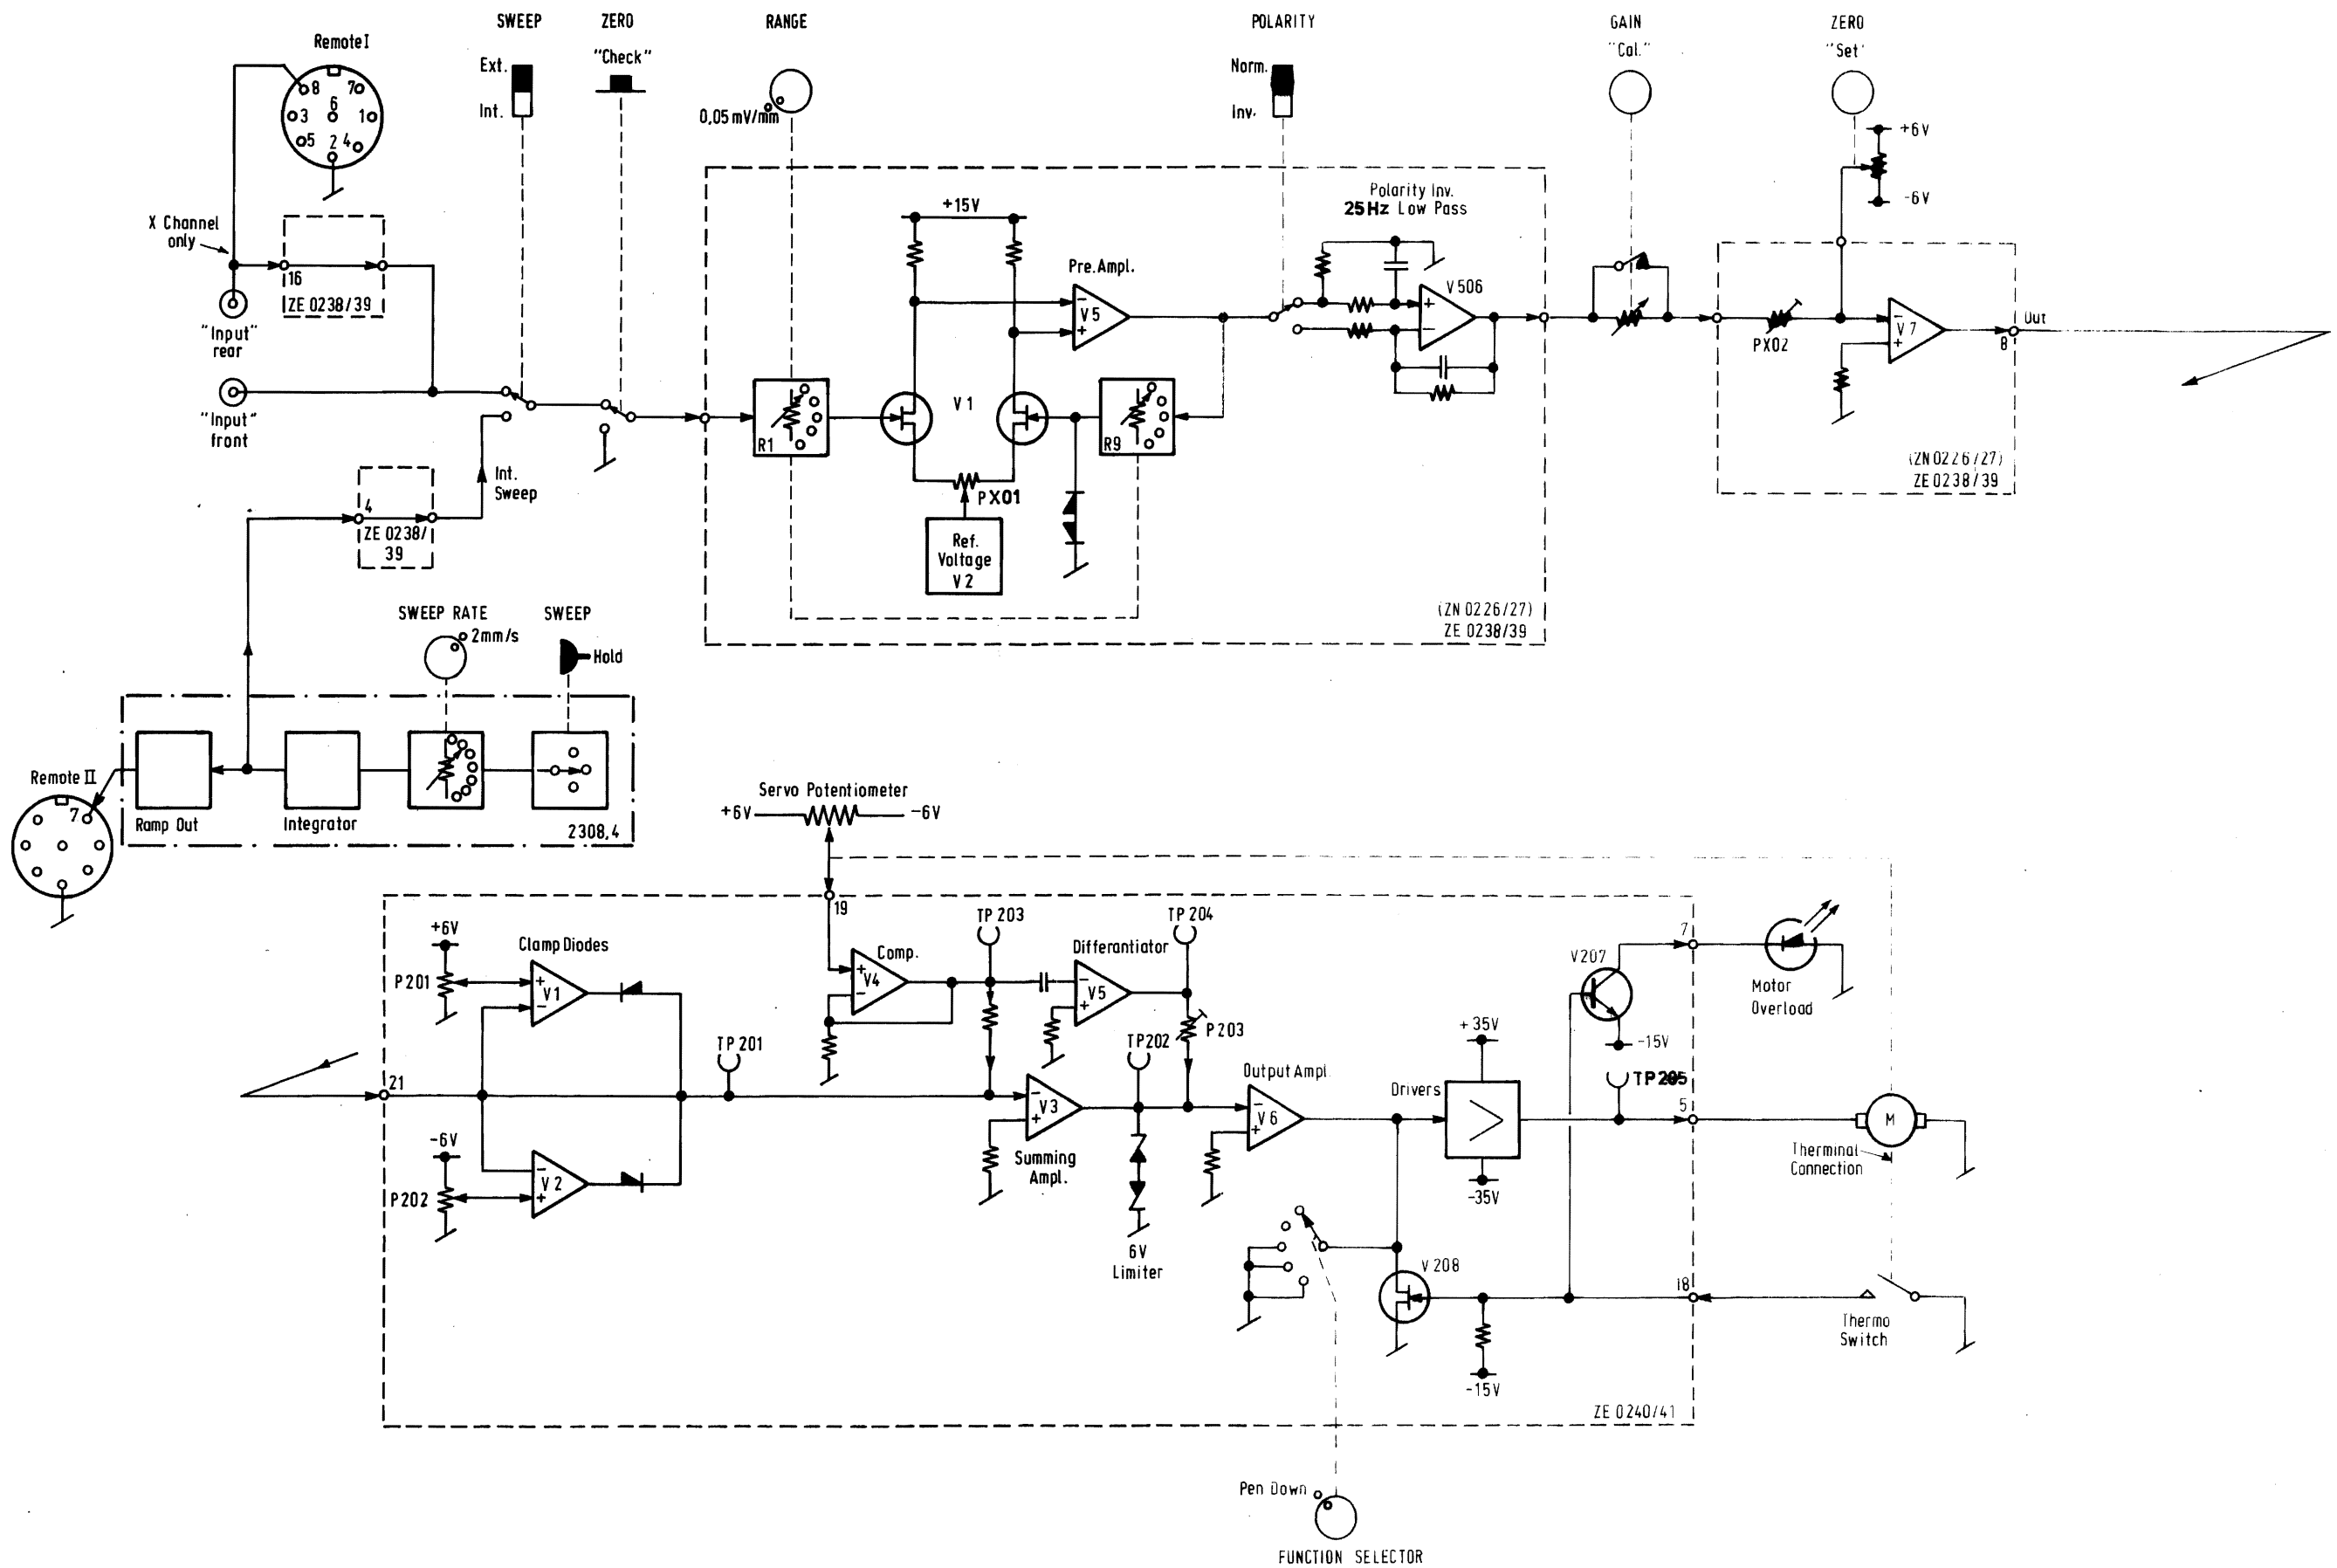 SWEEP
ZERO
RANGE
POLARITY
GAIN
ZERO
Remote I
"Check"
"Cal."
"Set'
Ext.
Int.
Norm.
Inv.
0,05 mV/mm
8
7
6
3
1
5
2
4
+6V
-6V
X Channel
only
16
ZE 0238/39
"Input"
rear
"Input"
front
+15V
Pre.Ampl.
V5
Polarity Inv.
25Hz Low Pass
V506
+
-
PX02
V7
Out
8
(ZN 0226/27)
ZE 0238/39
V1
R1
R9
PX01
Ref.
Voltage
V2
(ZN 0226/27)
ZE 0238/39
Int.
Sweep
4
ZE 0238/
39
SWEEP RATE
2mm/s
SWEEP
Hold
Remote II
7
Ramp Out
Integrator
2308,4
Servo Potentiometer
+6V
-6V
19
TP 203
TP 204
+6V
P201
Clamp Diodes
V1
+
-
Comp.
V4
+
-
Differantiator
V5
-
+
V207
7
Motor
Overload
-15V
TP 201
TP202
P203
+35V
Output Ampl.
Drivers
TP205
21
V3
-
+
V6
-
+
5
M
Summing
Ampl.
-35V
Therminal
Connection
-6V
P202
V2
-
+
6V
Limiter
V208
18
Thermo
Switch
-15V
ZE 0240/41
Pen Down
FUNCTION SELECTOR